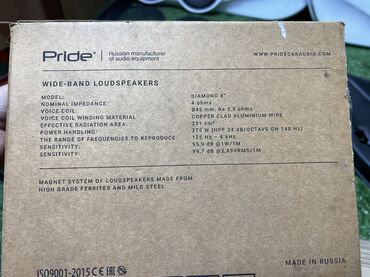 Pride® Russian manufacturer
of audio equipment
WWW.PRIDECARAUDIO.COM
WIDE-BAND LOUDSPEAKERS
MODEL: DIAMOND 8"
NOMINAL IMPEDANCE: 4 ohms
VOICE COIL: Ø45 mm; Re 3,3 ohms
VOICE COIL WINDING MATERIAL COPPER CLAD ALUMINIUM WIRE
EFFECTIVE RADIATION AREA: 231 cm²
POWER HANDLING: 275 W (HPF 24 dB/OCTAVE ON 140 Hz)
THE RANGE OF FREQUENCIES TO REPRODUCE: 125 Hz – 8 kHz
SENSITIVITY: 95,9 dB @1W/1M
SENSITIVITY: 99,7 dB @2,83VRMS/1M
MAGNET SYSTEM OF LOUDSPEAKERS MADE FROM
HIGH GRADE FERRITES AND MILD STEEL
MADE IN RUSSIA
ISO9001-2015 CE EAC